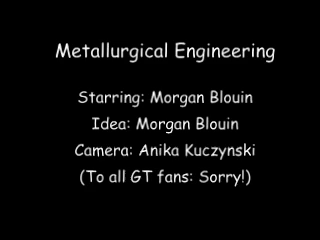 Metallurgical Engineering
Starring: Morgan Blouin
Idea: Morgan Blouin
Camera: Anika Kuczynski
(To all GT fans: Sorry!)